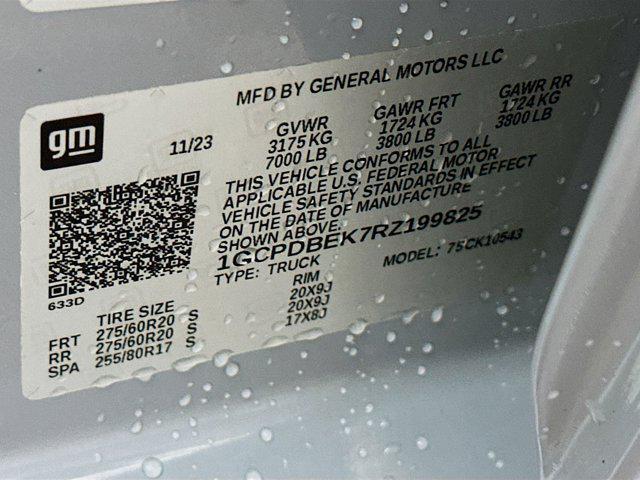 MFD BY GENERAL MOTORS LLC
gm
11/23
GVWR GAWR FRT GAWR RR
3175 KG 1724 KG 1724 KG
7000 LB 3800 LB 3800 LB
THIS VEHICLE CONFORMS TO ALL
APPLICABLE U.S. FEDERAL MOTOR
VEHICLE SAFETY STANDARDS IN EFFECT
ON THE DATE OF MANUFACTURE
SHOWN ABOVE.
1GCPDBEK7RZ199825
TYPE: TRUCK MODEL: 75CK10543
633D
TIRE SIZE RIM
FRT 275/60R20 S 20X9J
RR 275/60R20 S 20X9J
SPA 255/80R17 S 17X8J